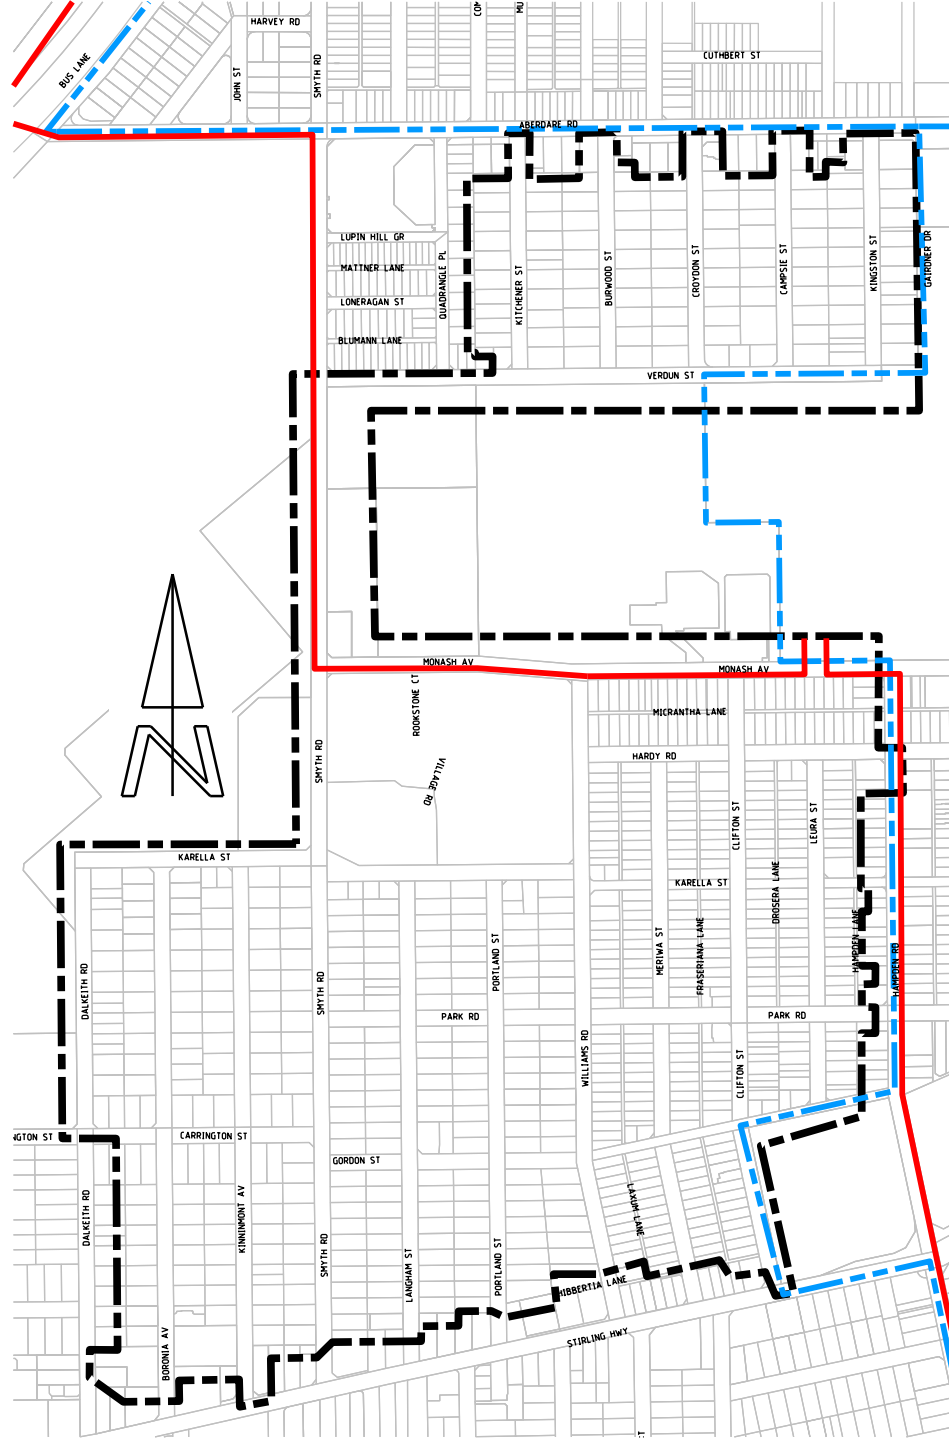 HARVEY RD
MU
CUTHBERT ST
BUS LANE
JOHN ST
SMYTH RD
ABERDARE RD
LUPIN HILL GR
MATTNER LANE
LONERAGAN ST
BLUMANN LANE
QUADRANGLE PL
KITCHENER ST
BURWOOD ST
CROYDON ST
CAMPSIE ST
KINGSTON ST
GAIRDNER DR
VERDUN ST
MONASH AV
MONASH AV
ROOKSTONE CT
MICRANTHA LANE
HARDY RD
SMYTH RD
VILLAGE RD
CLIFTON ST
LEURA ST
KARELLA ST
KARELLA ST
DROSERA LANE
MERIWA ST
FRASERIANA LANE
HAMPDEN LANE
HAMPDEN RD
PORTLAND ST
DALKEITH RD
SMYTH RD
PARK RD
PARK RD
WILLIAMS RD
CLIFTON ST
NGTON ST
CARRINGTON ST
GORDON ST
DALKEITH RD
KINNINMONT AV
SMYTH RD
LANGHAM ST
PORTLAND ST
LAXUM LANE
HIBBERTIA LANE
STIRLING HWY
BORONIA AV
ET
N